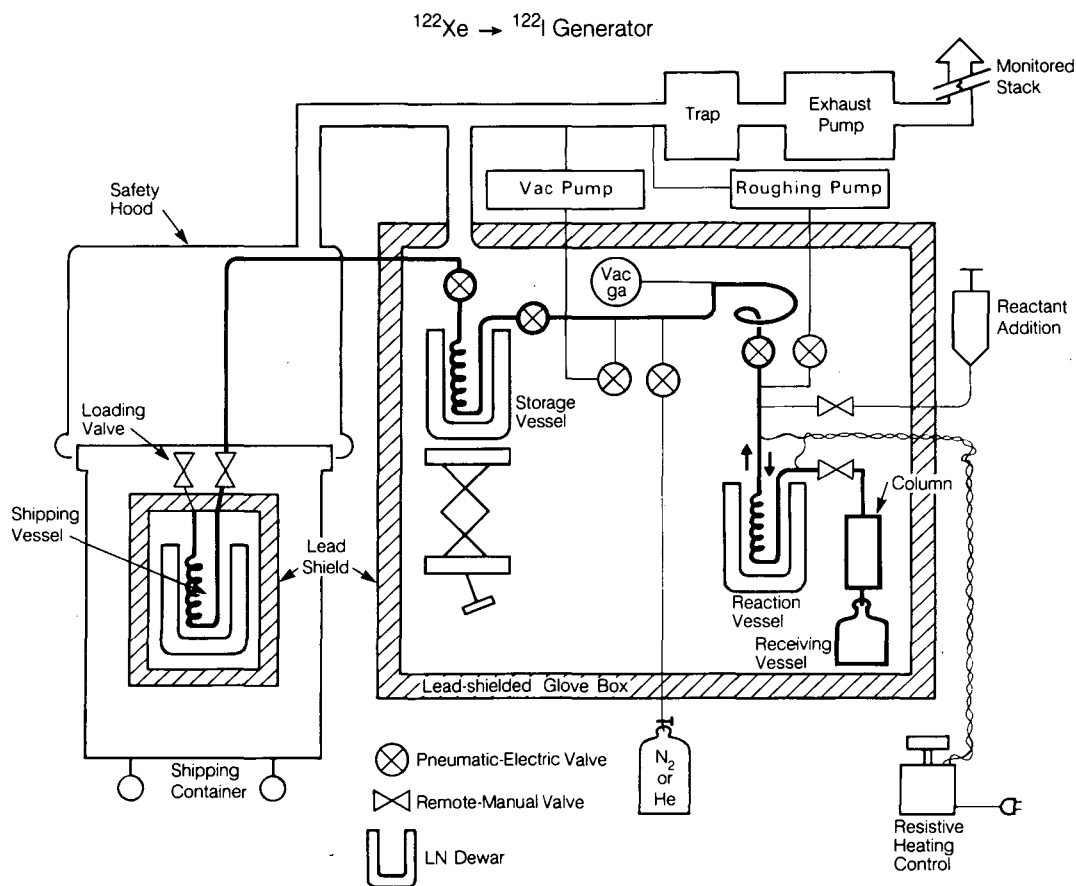 ¹²²Xe → ¹²²I Generator
Monitored
Stack
Trap
Exhaust
Pump
Vac Pump
Roughing Pump
Safety
Hood
Vac
ga
Reactant
Addition
Storage
Vessel
Loading
Valve
Shipping
Vessel
Lead
Shield
Column
Reaction
Vessel
Receiving
Vessel
Lead-shielded Glove Box
Shipping
Container
Pneumatic-Electric Valve
Remote-Manual Valve
LN Dewar
N₂
or
He
Resistive
Heating
Control